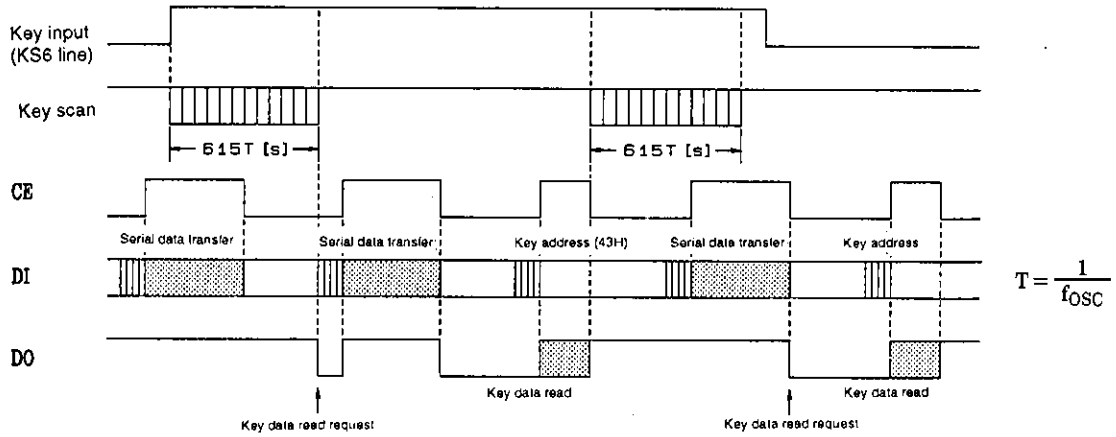 Key input
(KS6 line)
Key scan
615T [s]
615T [s]
CE
Serial data transfer
Serial data transfer
Key address (43H)
Serial data transfer
Key address
DI
T = 1 / fOSC
DO
Key data read
Key data read
Key data read request
Key data read request